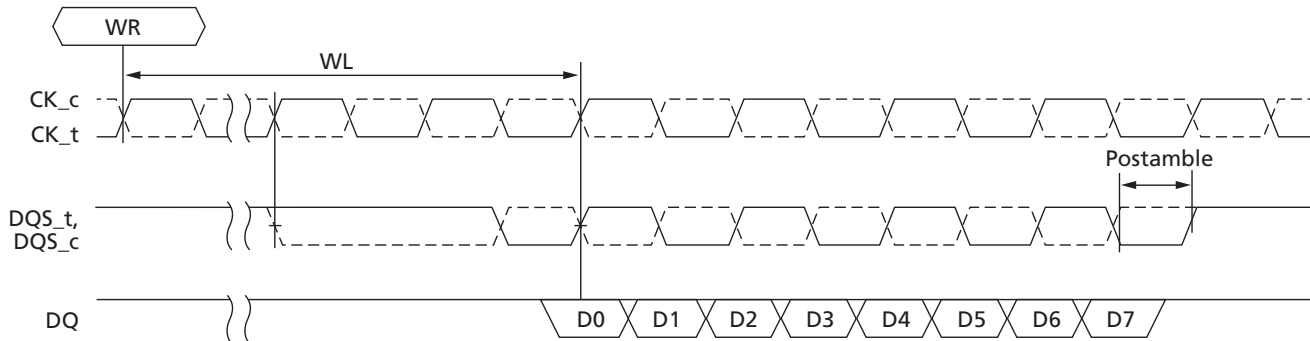 WR
WL
CK_c
CK_t
Postamble
DQS_t,
DQS_c
DQ
D0
D1
D2
D3
D4
D5
D6
D7